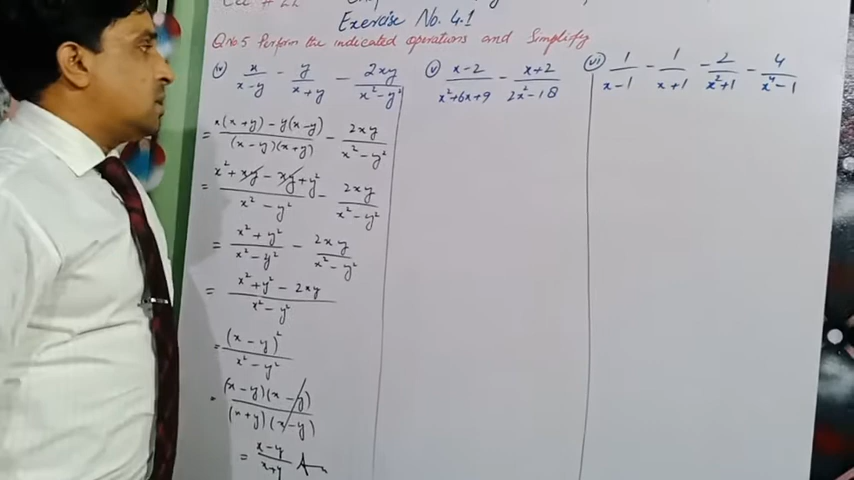 Exercise No. 4.1
Q No 5 Perform the indicated operations and Simplify
(iv) x/(x-y) - y/(x+y) - 2xy/(x²-y²)
= (x(x+y) - y(x-y))/((x-y)(x+y)) - 2xy/(x²-y²)
= (x²+xy-xy+y²)/(x²-y²) - 2xy/(x²-y²)
= (x²+y²)/(x²-y²) - 2xy/(x²-y²)
= (x²+y²-2xy)/(x²-y²)
= (x-y)²/(x²-y²)
= (x-y)(x-y)/((x+y)(x-y))
= (x-y)/(x+y)
(v) (x-2)/(x²+6x+9) - (x+2)/(2x²-18)
(vi) 1/(x-1) - 1/(x+1) - 2/(x²+1) - 4/(x⁴-1)